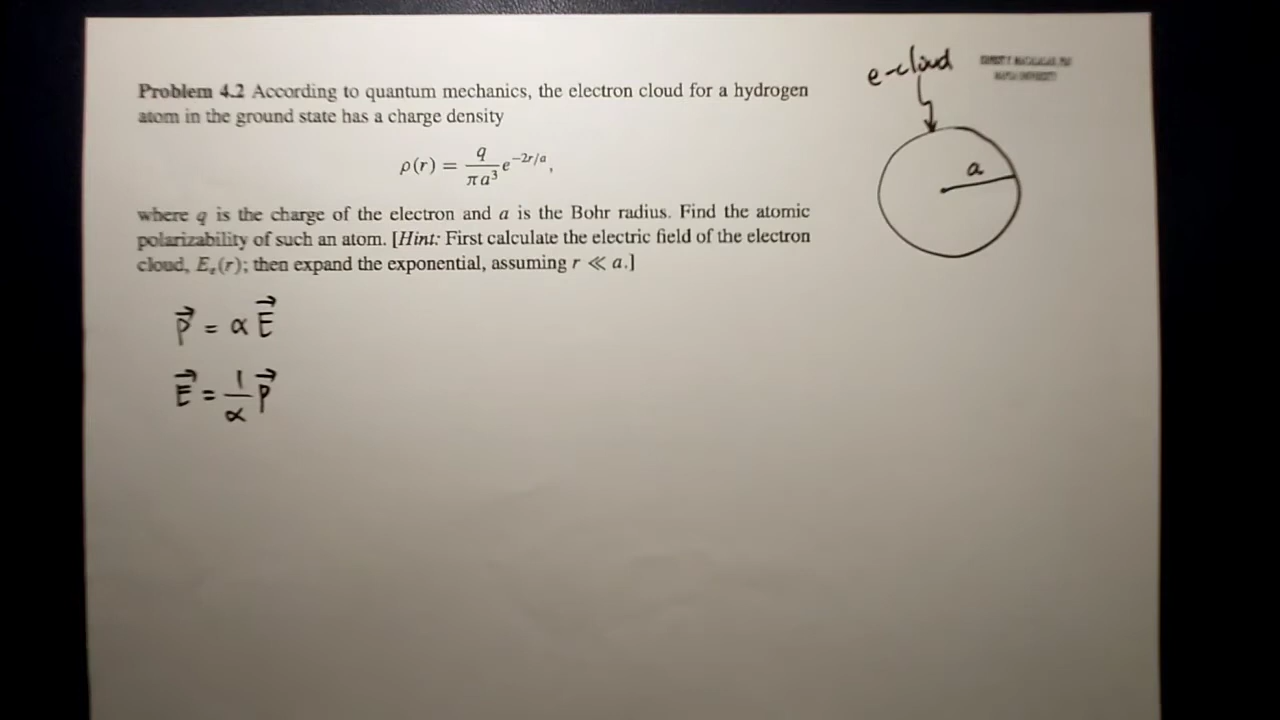 Problem 4.2 According to quantum mechanics, the electron cloud for a hydrogen
atom in the ground state has a charge density
ρ(r) = q/πa³ e^−2r/a,
where q is the charge of the electron and a is the Bohr radius. Find the atomic
polarizability of such an atom. [Hint: First calculate the electric field of the electron
cloud, Eₑ(r); then expand the exponential, assuming r ≪ a.]
P⃗ = α E⃗
E⃗ = 1/α P⃗
e-cloud
a